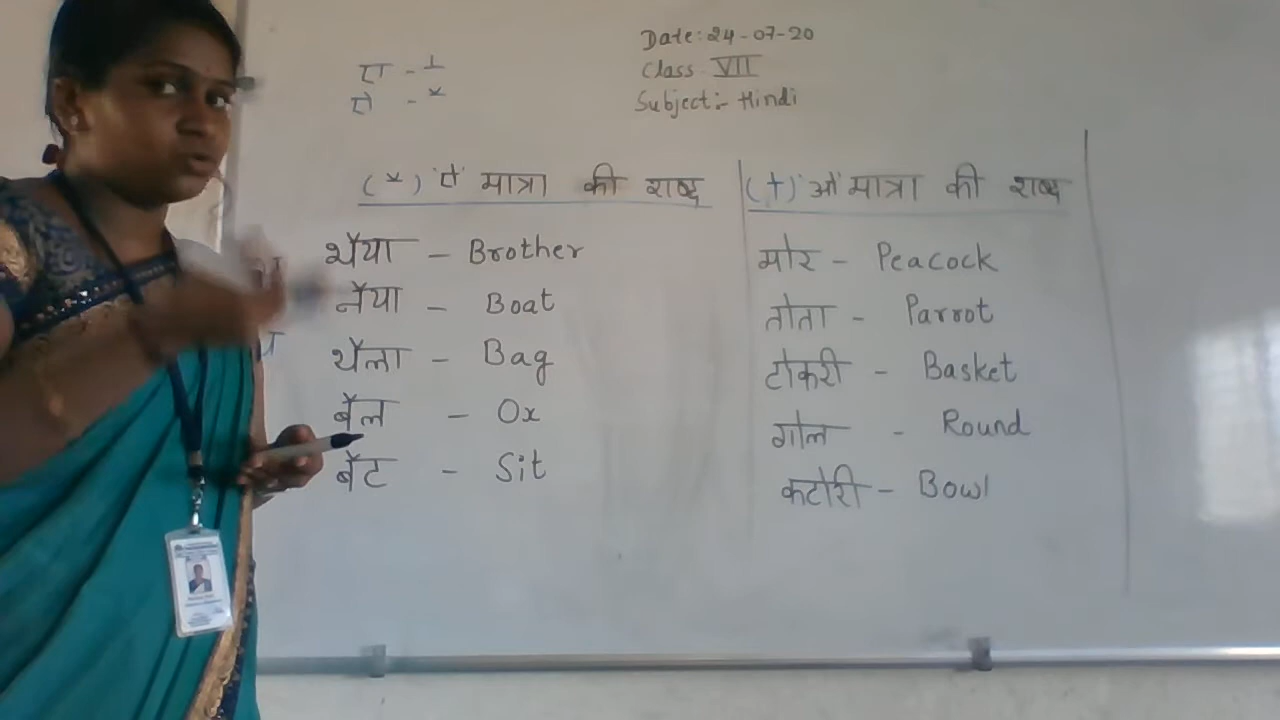 Date: 24-07-20
Class VII
Subject:- Hindi
ए -
ऐ -
( ) 'ऐ' मात्रा की शब्द
भैया - Brother
नैया - Boat
थैला - Bag
बैल - Ox
बैट - Sit
( ) 'ओ' मात्रा की शब्द
मोर - Peacock
तोता - Parrot
टोकरी - Basket
गोल - Round
कटोरी - Bowl